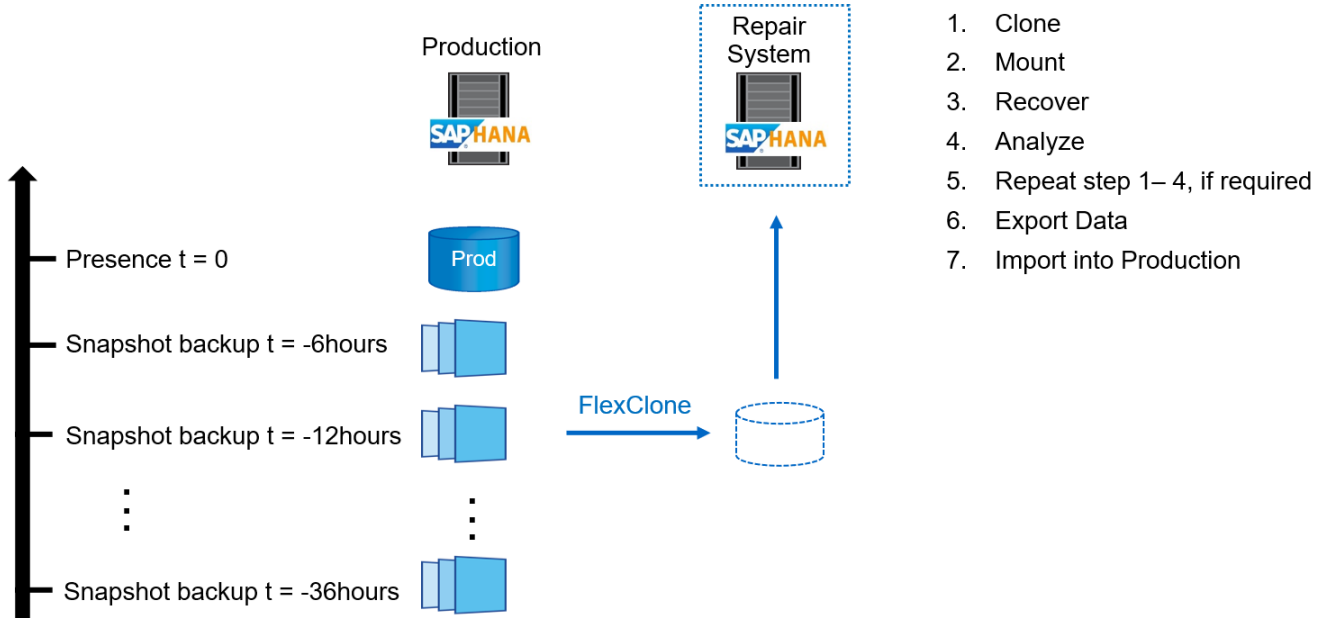 Production
SAP HANA
Repair
System
SAP HANA
1. Clone
2. Mount
3. Recover
4. Analyze
5. Repeat step 1– 4, if required
6. Export Data
7. Import into Production
Presence t = 0
Prod
Snapshot backup t = -6hours
Snapshot backup t = -12hours
FlexClone
Snapshot backup t = -36hours